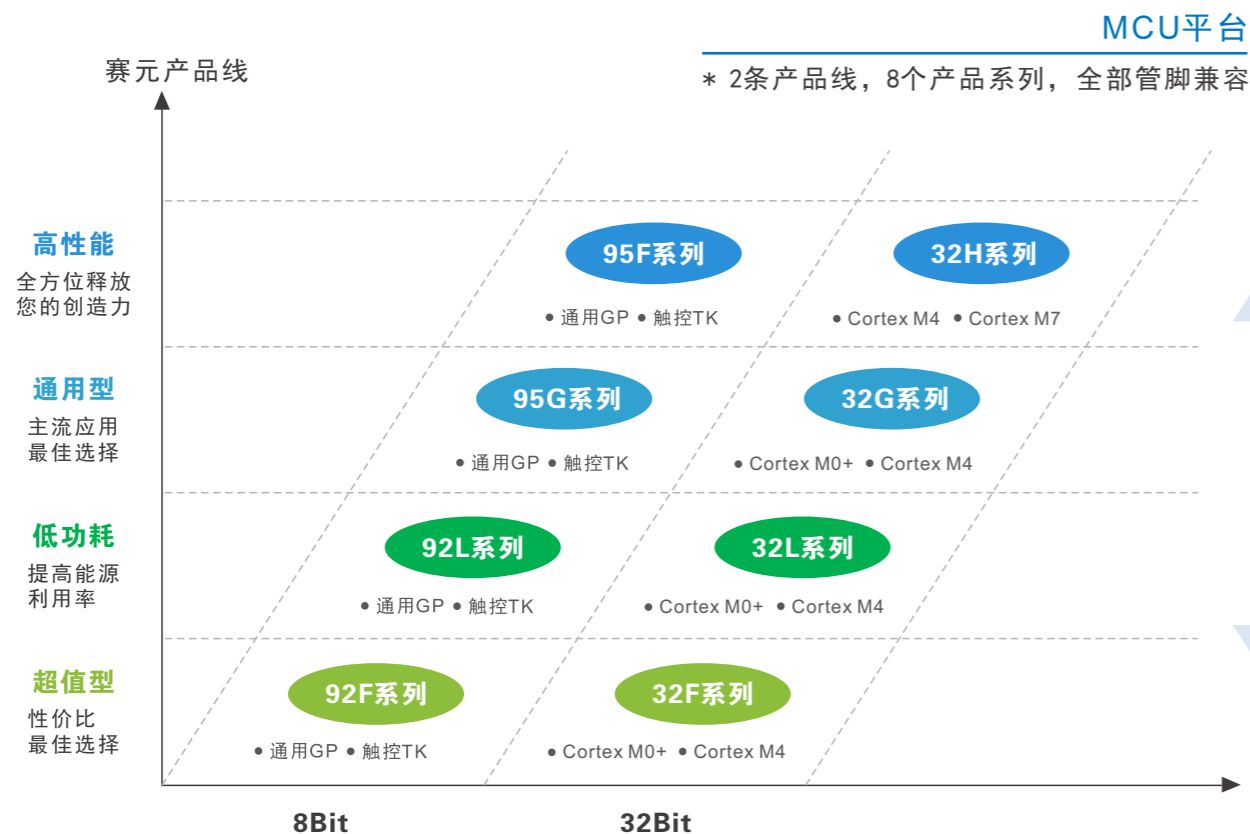 MCU平台
赛元产品线
* 2条产品线，8个产品系列，全部管脚兼容
高性能
全方位释放
您的创造力
95F系列
32H系列
• 通用GP • 触控TK
• Cortex M4 • Cortex M7
通用型
主流应用
最佳选择
95G系列
32G系列
• 通用GP • 触控TK
• Cortex M0+ • Cortex M4
低功耗
提高能源
利用率
92L系列
32L系列
• 通用GP • 触控TK
• Cortex M0+ • Cortex M4
超值型
性价比
最佳选择
92F系列
32F系列
• 通用GP • 触控TK
• Cortex M0+ • Cortex M4
8Bit
32Bit